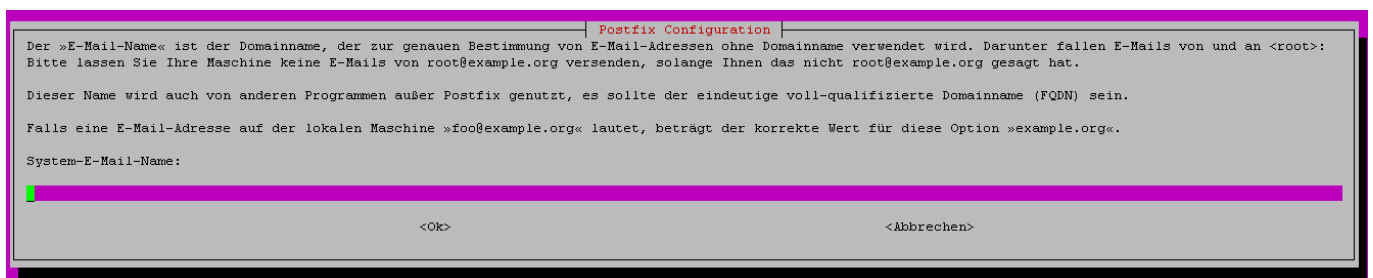 Postfix Configuration
Der »E-Mail-Name« ist der Domainname, der zur genauen Bestimmung von E-Mail-Adressen ohne Domainname verwendet wird. Darunter fallen E-Mails von und an <root>:
Bitte lassen Sie Ihre Maschine keine E-Mails von root@example.org versenden, solange Ihnen das nicht root@example.org gesagt hat.
Dieser Name wird auch von anderen Programmen außer Postfix genutzt, es sollte der eindeutige voll-qualifizierte Domainname (FQDN) sein.
Falls eine E-Mail-Adresse auf der lokalen Maschine »foo@example.org« lautet, beträgt der korrekte Wert für diese Option »example.org«.
System-E-Mail-Name:
<Ok> <Abbrechen>